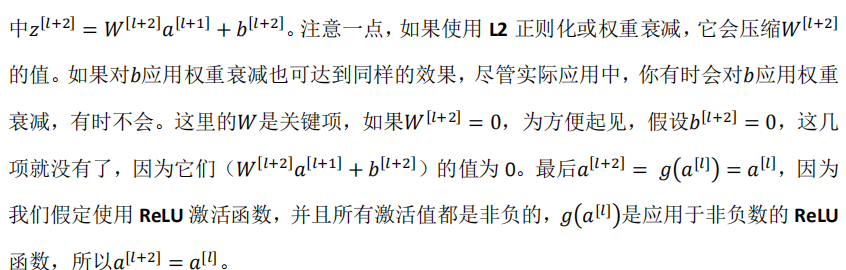 中z^{[l+2]} = W^{[l+2]}a^{[l+1]} + b^{[l+2]}。注意一点，如果使用 L2 正则化或权重衰减，它会压缩W^{[l+2]}
的值。如果对b应用权重衰减也可达到同样的效果，尽管实际应用中，你有时会对b应用权重
衰减，有时不会。这里的W是关键项，如果W^{[l+2]} = 0，为方便起见，假设b^{[l+2]} = 0，这几
项就没有了，因为它们（W^{[l+2]}a^{[l+1]} + b^{[l+2]}）的值为 0。最后a^{[l+2]} = g(a^{[l]}) = a^{[l]}，因为
我们假定使用 ReLU 激活函数，并且所有激活值都是非负的，g(a^{[l]})是应用于非负数的 ReLU
函数，所以a^{[l+2]} = a^{[l]}。